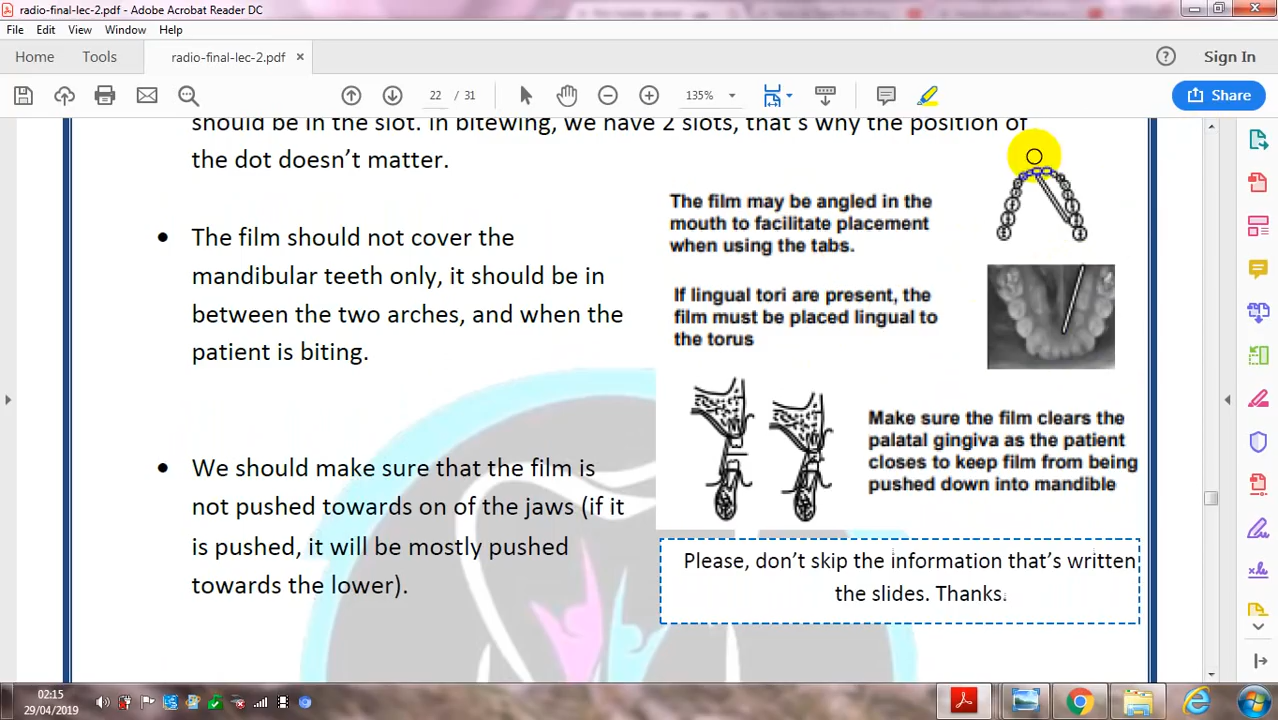 radio-final-lec-2.pdf - Adobe Acrobat Reader DC
File Edit View Window Help
Home Tools radio-final-lec-2.pdf × Sign In
22 / 31 135% Share
should be in the slot. In bitewing, we have 2 slots, that's why the position of
the dot doesn't matter.
The film may be angled in the
mouth to facilitate placement
when using the tabs.
• The film should not cover the
mandibular teeth only, it should be in
between the two arches, and when the
patient is biting.
If lingual tori are present, the
film must be placed lingual to
the torus
Make sure the film clears the
palatal gingiva as the patient
closes to keep film from being
pushed down into mandible
• We should make sure that the film is
not pushed towards on of the jaws (if it
is pushed, it will be mostly pushed
towards the lower).
Please, don't skip the information that's written
the slides. Thanks.
02:15
29/04/2019